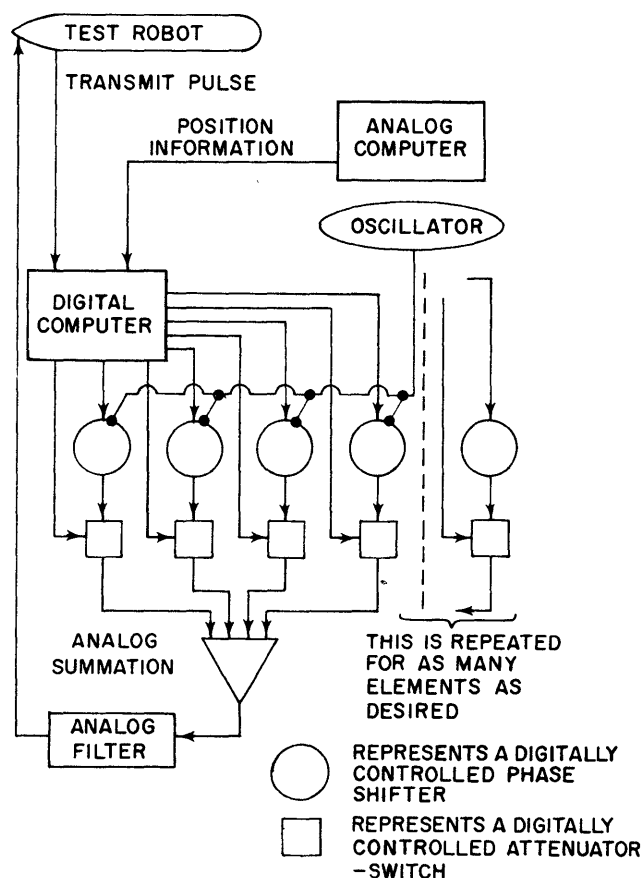 TEST ROBOT
TRANSMIT PULSE
POSITION
INFORMATION
ANALOG
COMPUTER
OSCILLATOR
DIGITAL
COMPUTER
ANALOG
SUMMATION
THIS IS REPEATED
FOR AS MANY
ELEMENTS AS
DESIRED
ANALOG
FILTER
REPRESENTS A DIGITALLY
CONTROLLED PHASE
SHIFTER
REPRESENTS A DIGITALLY
CONTROLLED ATTENUATOR
-SWITCH